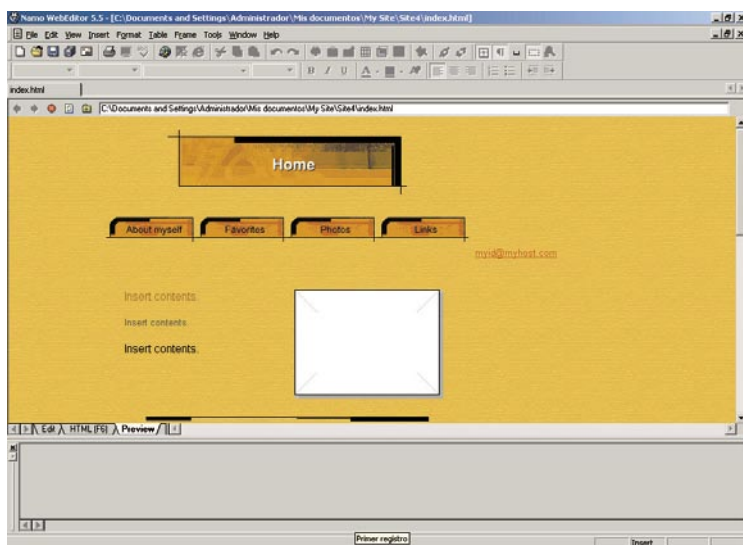 Namo WebEditor 5.5 - [C:\Documents and Settings\Administrador\Mis documentos\My Site\Site4\index.html]
File Edit View Insert Format Table Frame Tools Window Help
B I U
index.html
C:\Documents and Settings\Administrador\Mis documentos\My Site\Site4\index.html
Home
About myself Favorites Photos Links
myid@myhost.com
Insert contents.
Insert contents.
Insert contents.
Edit HTML (F6) Preview
Primer registro
Insert